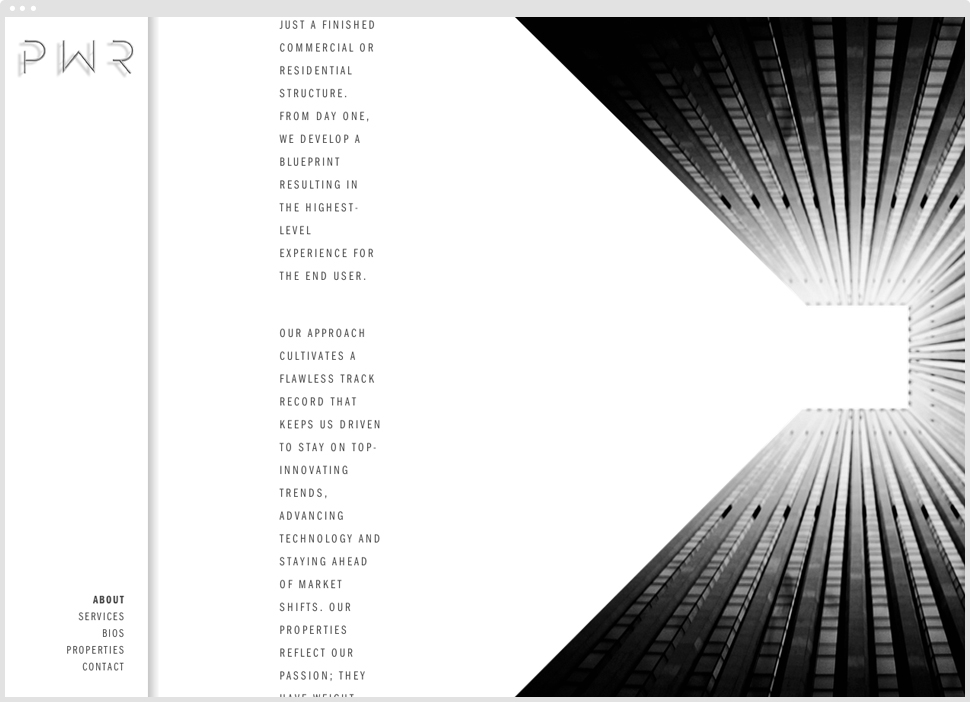 PWR
JUST A FINISHED
COMMERCIAL OR
RESIDENTIAL
STRUCTURE.
FROM DAY ONE,
WE DEVELOP A
BLUEPRINT
RESULTING IN
THE HIGHEST-
LEVEL
EXPERIENCE FOR
THE END USER.
OUR APPROACH
CULTIVATES A
FLAWLESS TRACK
RECORD THAT
KEEPS US DRIVEN
TO STAY ON TOP-
INNOVATING
TRENDS,
ADVANCING
TECHNOLOGY AND
STAYING AHEAD
OF MARKET
SHIFTS. OUR
PROPERTIES
REFLECT OUR
PASSION; THEY
HAVE WEIGHT
ABOUT
SERVICES
BIOS
PROPERTIES
CONTACT